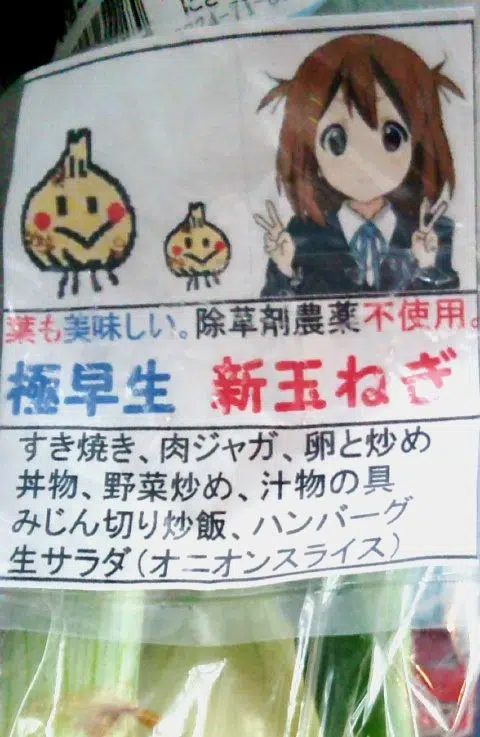 葉も美味しい。除草剤農薬不使用。
極早生 新玉ねぎ
すき焼き、肉ジャガ、卵と炒め
丼物、野菜炒め、汁物の具
みじん切り炒飯、ハンバーグ
生サラダ(オニオンスライス)